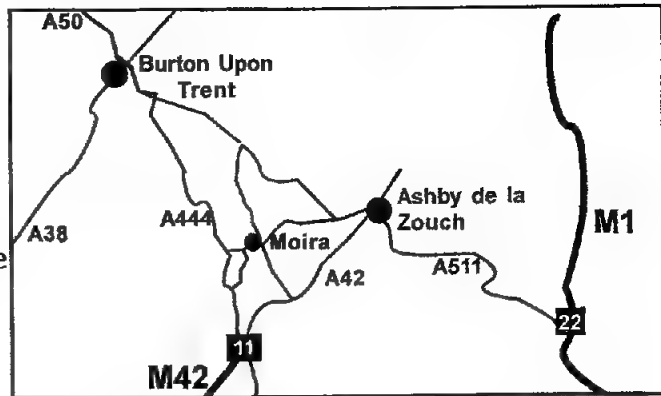 A50
Burton Upon
Trent
A38
A444
Moira
Ashby de la
Zouch
A42
A511
M1
22
11
M42